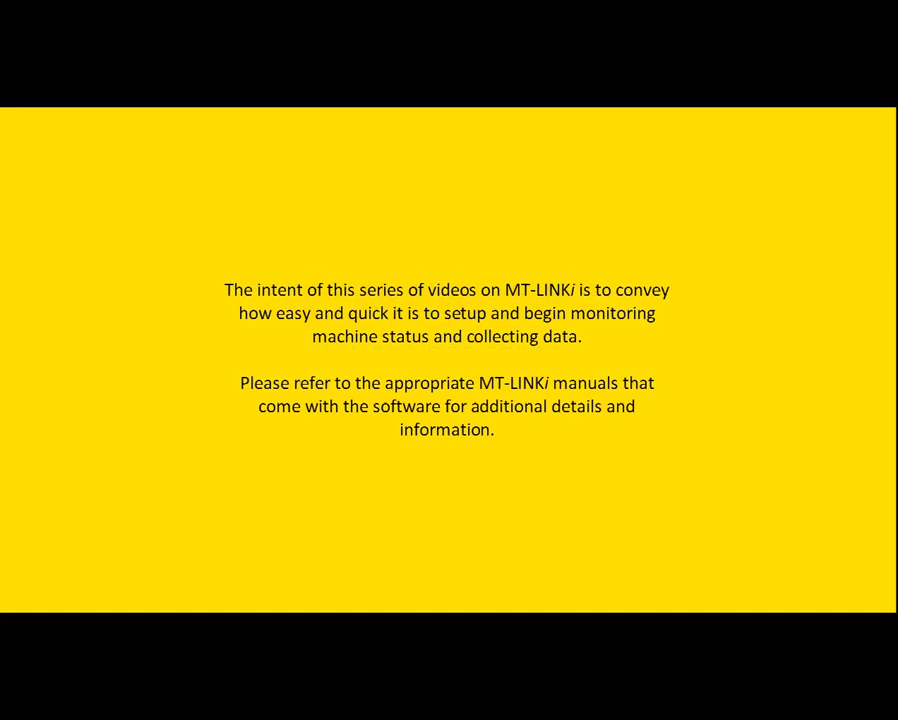 The intent of this series of videos on MT-LINKi is to convey
how easy and quick it is to setup and begin monitoring
machine status and collecting data.
Please refer to the appropriate MT-LINKi manuals that
come with the software for additional details and
information.